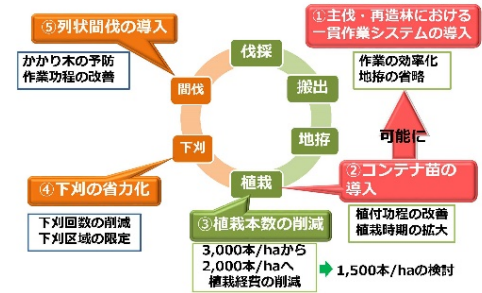 ⑤列状間伐の導入
かかり木の予防
作業功程の改善
①主伐・再造林における
一貫作業システムの導入
作業の効率化
地拵の省略
伐採
搬出
地拵
植栽
下刈
間伐
可能に
②コンテナ苗の
導入
植付功程の改善
植栽時期の拡大
④下刈の省力化
下刈回数の削減
下刈区域の限定
③植栽本数の削減
3,000本/haから
2,000本/haへ
植栽経費の削減
1,500本/haの検討